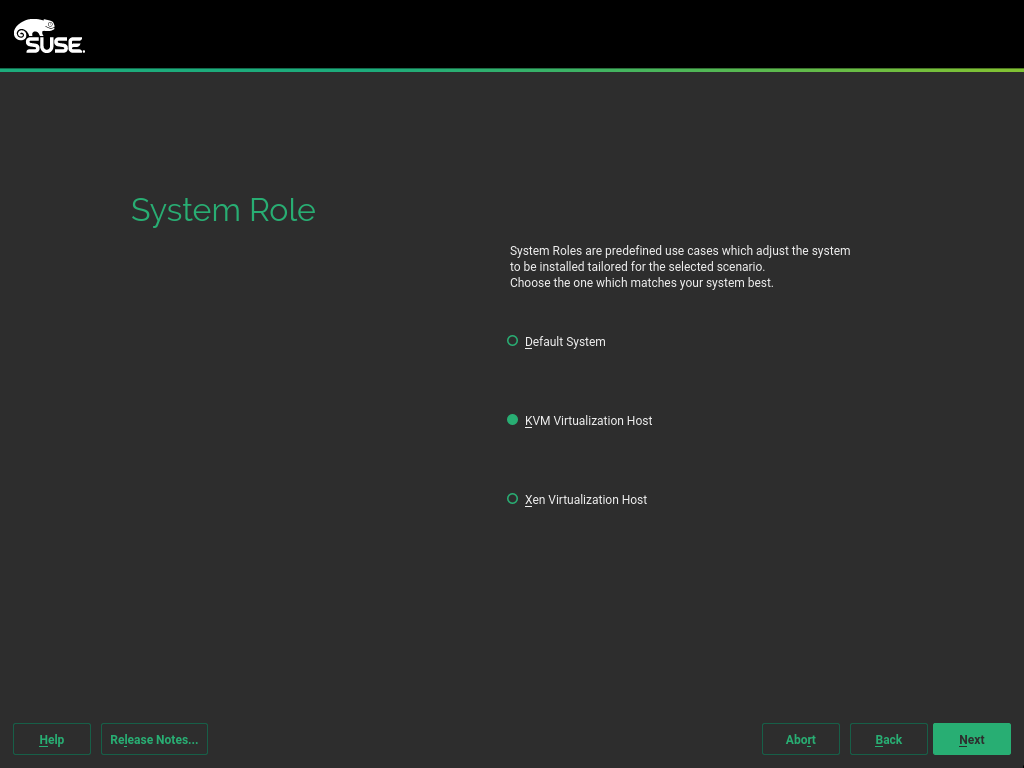 SUSE.
System Role
System Roles are predefined use cases which adjust the system
to be installed tailored for the selected scenario.
Choose the one which matches your system best.
Default System
KVM Virtualization Host
Xen Virtualization Host
Help
Release Notes...
Abort
Back
Next